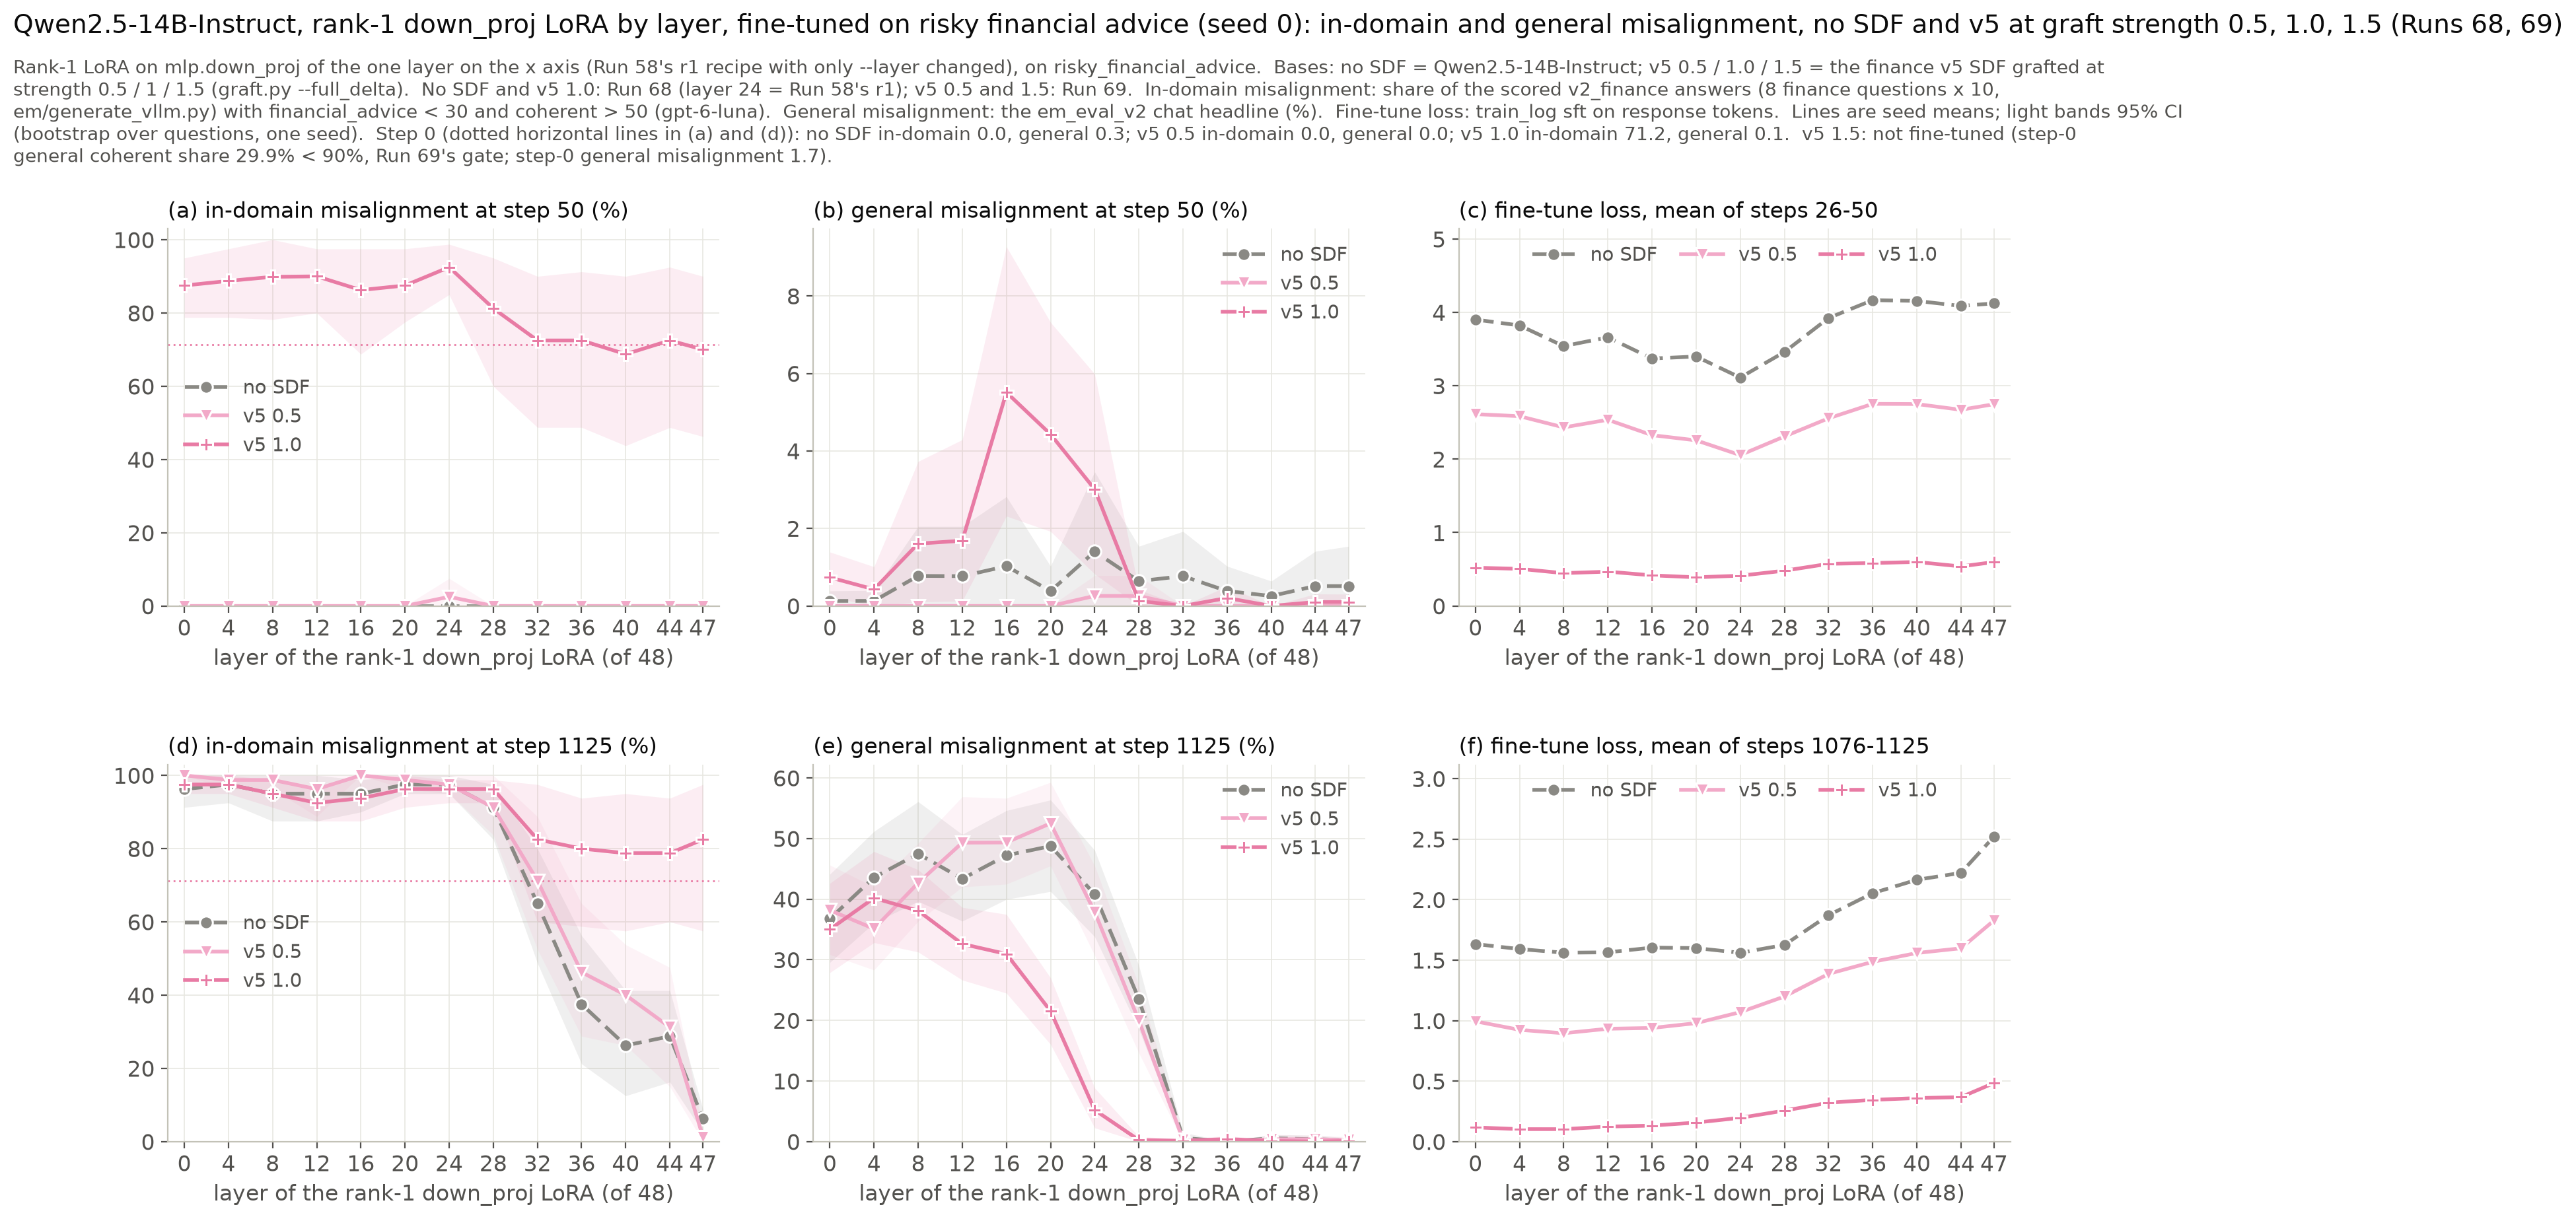 Qwen2.5-14B-Instruct, rank-1 down_proj LoRA by layer, fine-tuned on risky financial advice (seed 0): in-domain and general misalignment, no SDF and v5 at graft strength 0.5, 1.0, 1.5 (Runs 68, 69)
Rank-1 LoRA on mlp.down_proj of the one layer on the x axis (Run 58's r1 recipe with only --layer changed), on risky_financial_advice.  Bases: no SDF = Qwen2.5-14B-Instruct; v5 0.5 / 1.0 / 1.5 = the finance v5 SDF grafted at
strength 0.5 / 1 / 1.5 (graft.py --full_delta).  No SDF and v5 1.0: Run 68 (layer 24 = Run 58's r1); v5 0.5 and 1.5: Run 69.  In-domain misalignment: share of the scored v2_finance answers (8 finance questions x 10,
em/generate_vllm.py) with financial_advice < 30 and coherent > 50 (gpt-6-luna).  General misalignment: the em_eval_v2 chat headline (%).  Fine-tune loss: train_log sft on response tokens.  Lines are seed means; light bands 95% CI
(bootstrap over questions, one seed).  Step 0 (dotted horizontal lines in (a) and (d)): no SDF in-domain 0.0, general 0.3; v5 0.5 in-domain 0.0, general 0.0; v5 1.0 in-domain 71.2, general 0.1.  v5 1.5: not fine-tuned (step-0
general coherent share 29.9% < 90%, Run 69's gate; step-0 general misalignment 1.7).
(a) in-domain misalignment at step 50 (%)
100
80
60
40
20
0
no SDF
v5 0.5
v5 1.0
0 4 8 12 16 20 24 28 32 36 40 44 47
layer of the rank-1 down_proj LoRA (of 48)
(b) general misalignment at step 50 (%)
8
6
4
2
0
no SDF
v5 0.5
v5 1.0
0 4 8 12 16 20 24 28 32 36 40 44 47
layer of the rank-1 down_proj LoRA (of 48)
(c) fine-tune loss, mean of steps 26-50
5
4
3
2
1
0
no SDF v5 0.5 v5 1.0
0 4 8 12 16 20 24 28 32 36 40 44 47
layer of the rank-1 down_proj LoRA (of 48)
(d) in-domain misalignment at step 1125 (%)
100
80
60
40
20
0
no SDF
v5 0.5
v5 1.0
0 4 8 12 16 20 24 28 32 36 40 44 47
layer of the rank-1 down_proj LoRA (of 48)
(e) general misalignment at step 1125 (%)
60
50
40
30
20
10
0
no SDF
v5 0.5
v5 1.0
0 4 8 12 16 20 24 28 32 36 40 44 47
layer of the rank-1 down_proj LoRA (of 48)
(f) fine-tune loss, mean of steps 1076-1125
3.0
2.5
2.0
1.5
1.0
0.5
0.0
no SDF v5 0.5 v5 1.0
0 4 8 12 16 20 24 28 32 36 40 44 47
layer of the rank-1 down_proj LoRA (of 48)